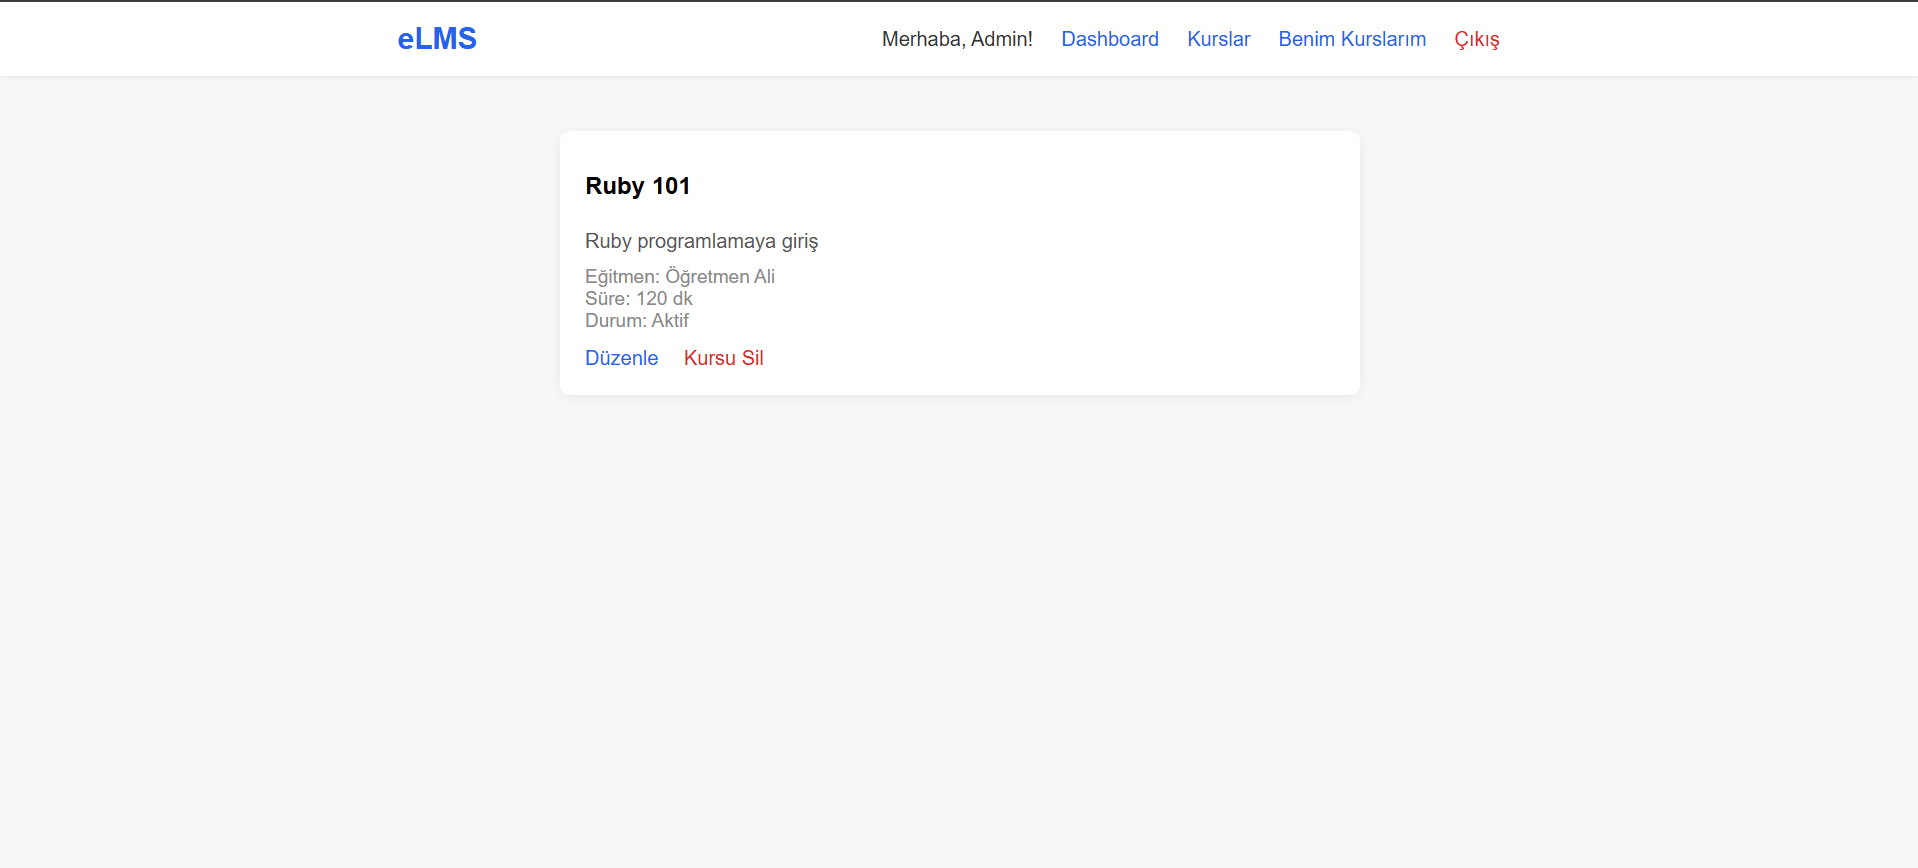 eLMS
Merhaba, Admin! Dashboard Kurslar Benim Kurslarım Çıkış
Ruby 101
Ruby programlamaya giriş
Eğitmen: Öğretmen Ali
Süre: 120 dk
Durum: Aktif
Düzenle Kursu Sil